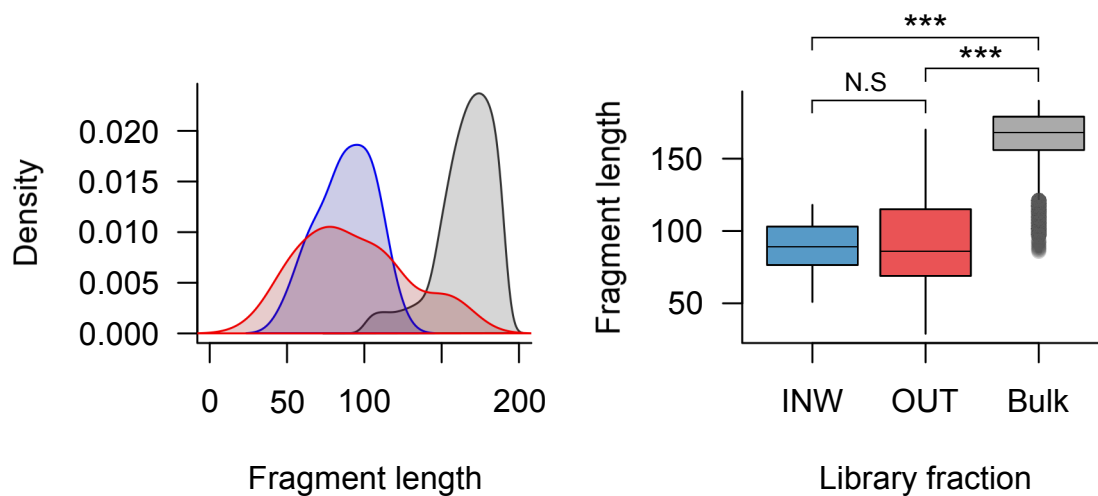 Density
0.020
0.015
0.010
0.005
0.000
0
50
100
200
Fragment length
***
***
N.S
Fragment length
150
100
50
INW
OUT
Bulk
Library fraction